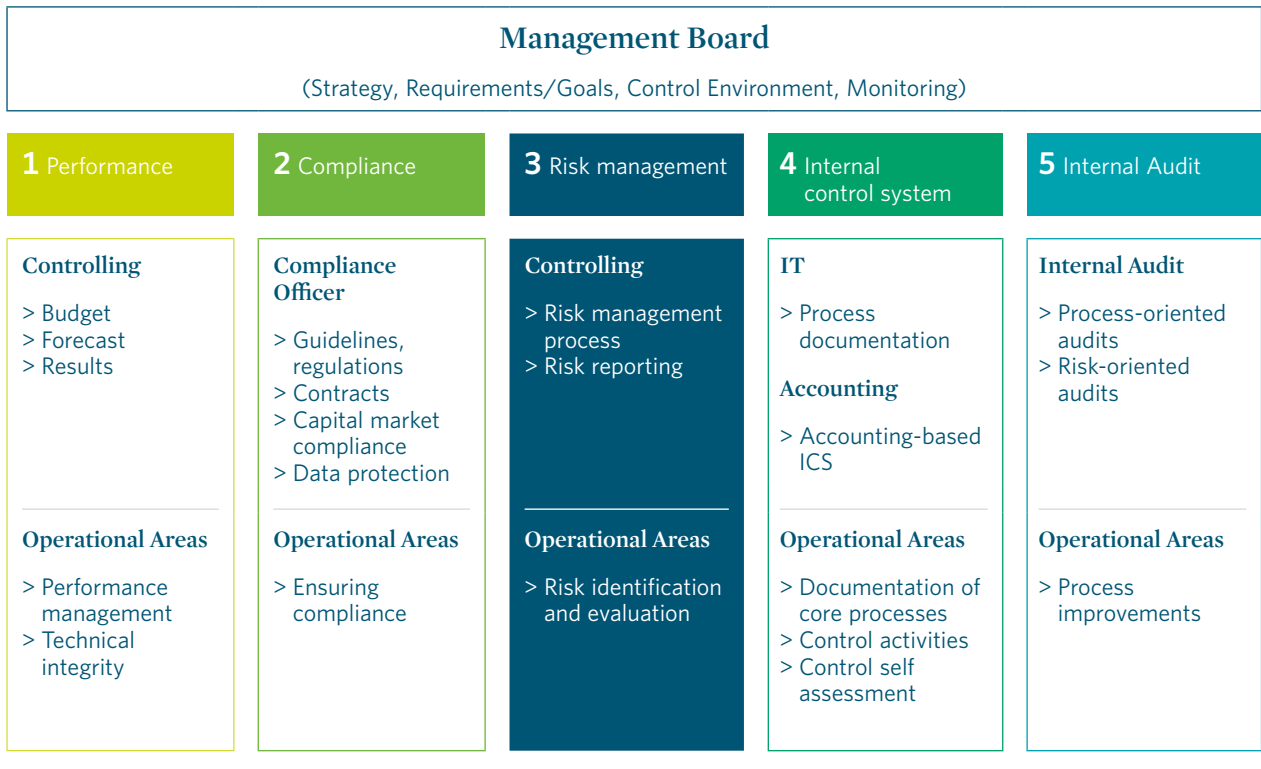 Management Board
(Strategy, Requirements/Goals, Control Environment, Monitoring)
1 Performance
2 Compliance
3 Risk management
4 Internal
control system
5 Internal Audit
Controlling
> Budget
> Forecast
> Results
Operational Areas
> Performance
management
> Technical
integrity
Compliance
Officer
> Guidelines,
regulations
> Contracts
> Capital market
compliance
> Data protection
Operational Areas
> Ensuring
compliance
Controlling
> Risk management
process
> Risk reporting
Operational Areas
> Risk identification
and evaluation
IT
> Process
documentation
Accounting
> Accounting-based
ICS
Operational Areas
> Documentation of
core processes
> Control activities
> Control self
assessment
Internal Audit
> Process-oriented
audits
> Risk-oriented
audits
Operational Areas
> Process
improvements